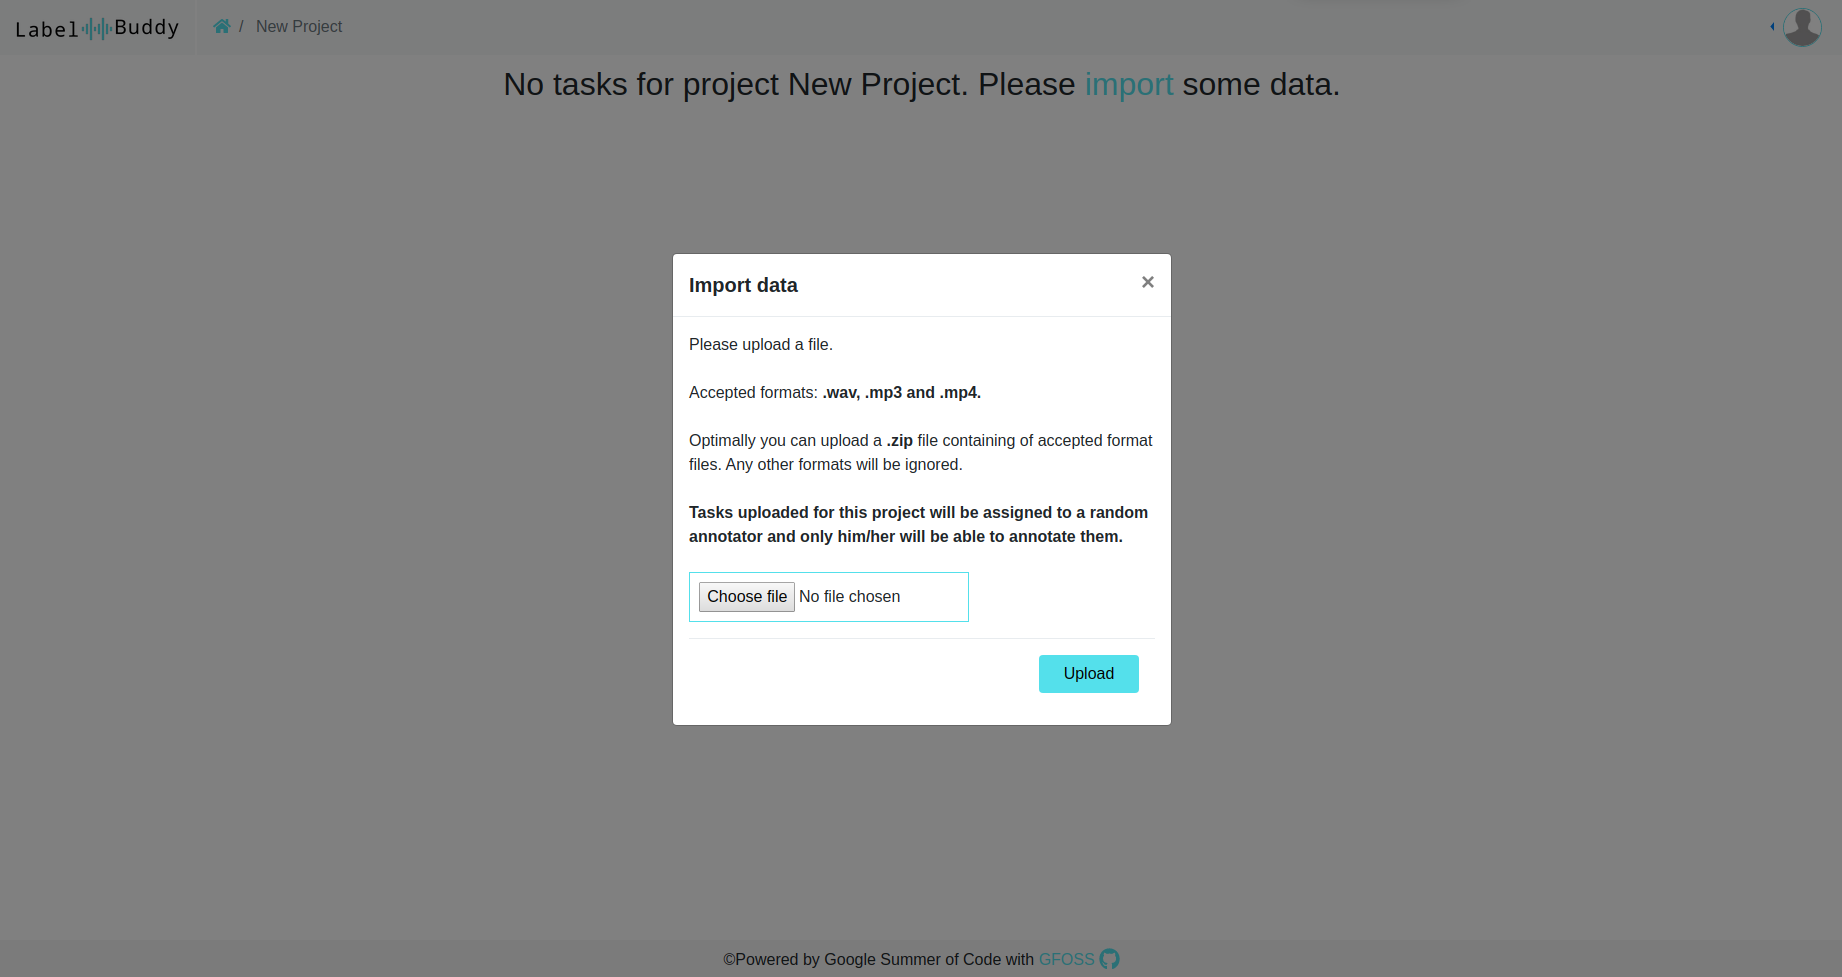 Label Buddy
/ New Project
No tasks for project New Project. Please import some data.
Import data
×
Please upload a file.
Accepted formats: .wav, .mp3 and .mp4.
Optimally you can upload a .zip file containing of accepted format
files. Any other formats will be ignored.
Tasks uploaded for this project will be assigned to a random
annotator and only him/her will be able to annotate them.
Choose file No file chosen
Upload
©Powered by Google Summer of Code with GFOSS